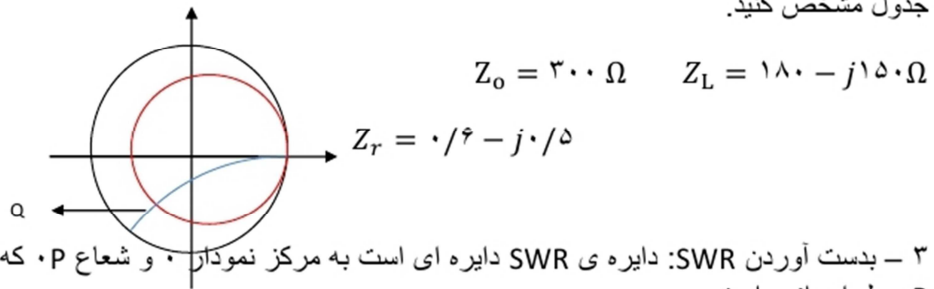 جدول مشخص کنید.
Z₀ = ۳۰۰ Ω    Z_L = ۱۸۰ − j۱۵۰Ω
Z_r = ۰/۶ − j۰/۵
Q
۳ – بدست آوردن SWR: دایره ی SWR دایره ای است به مرکز نمودار ۰ و شعاع ۰P که